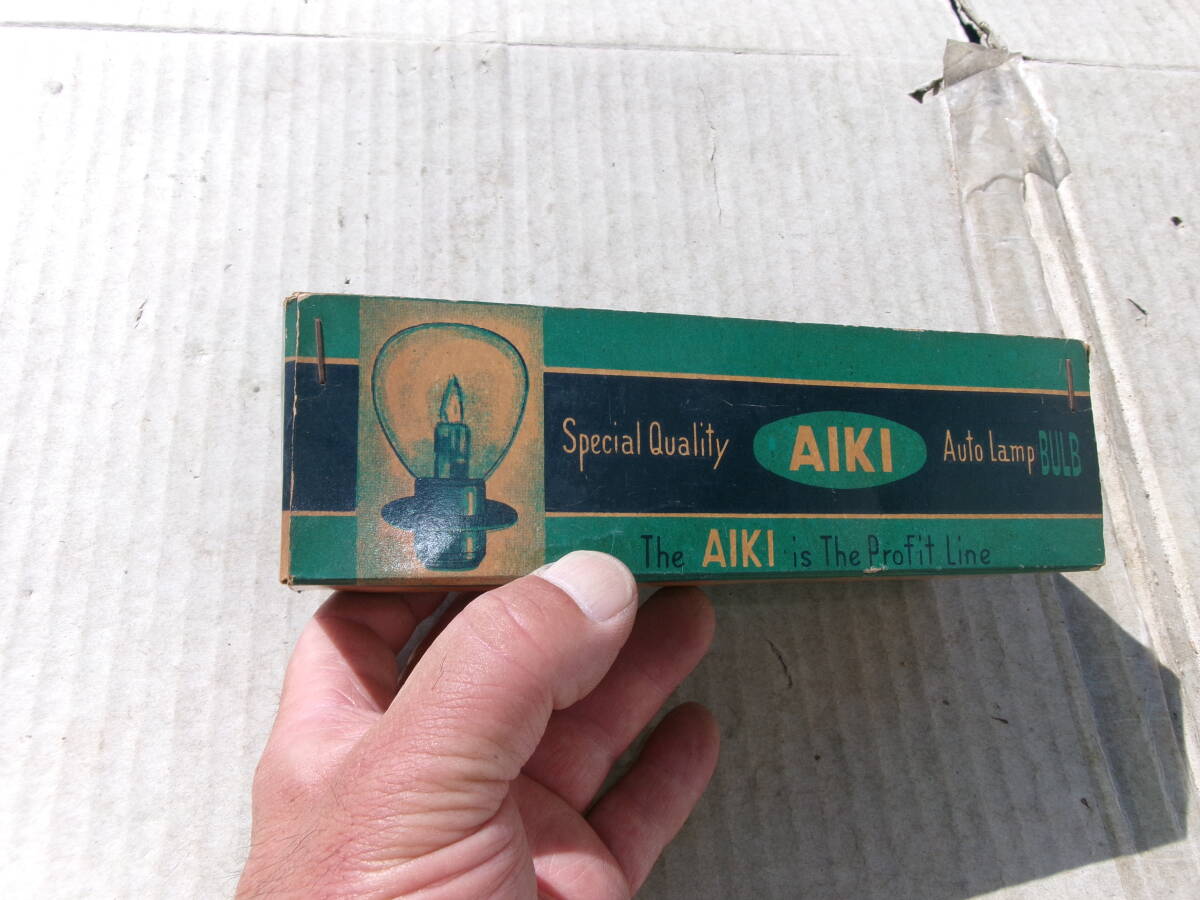 Special Quality AIKI Auto Lamp BULB
The AIKI is The Profit Line